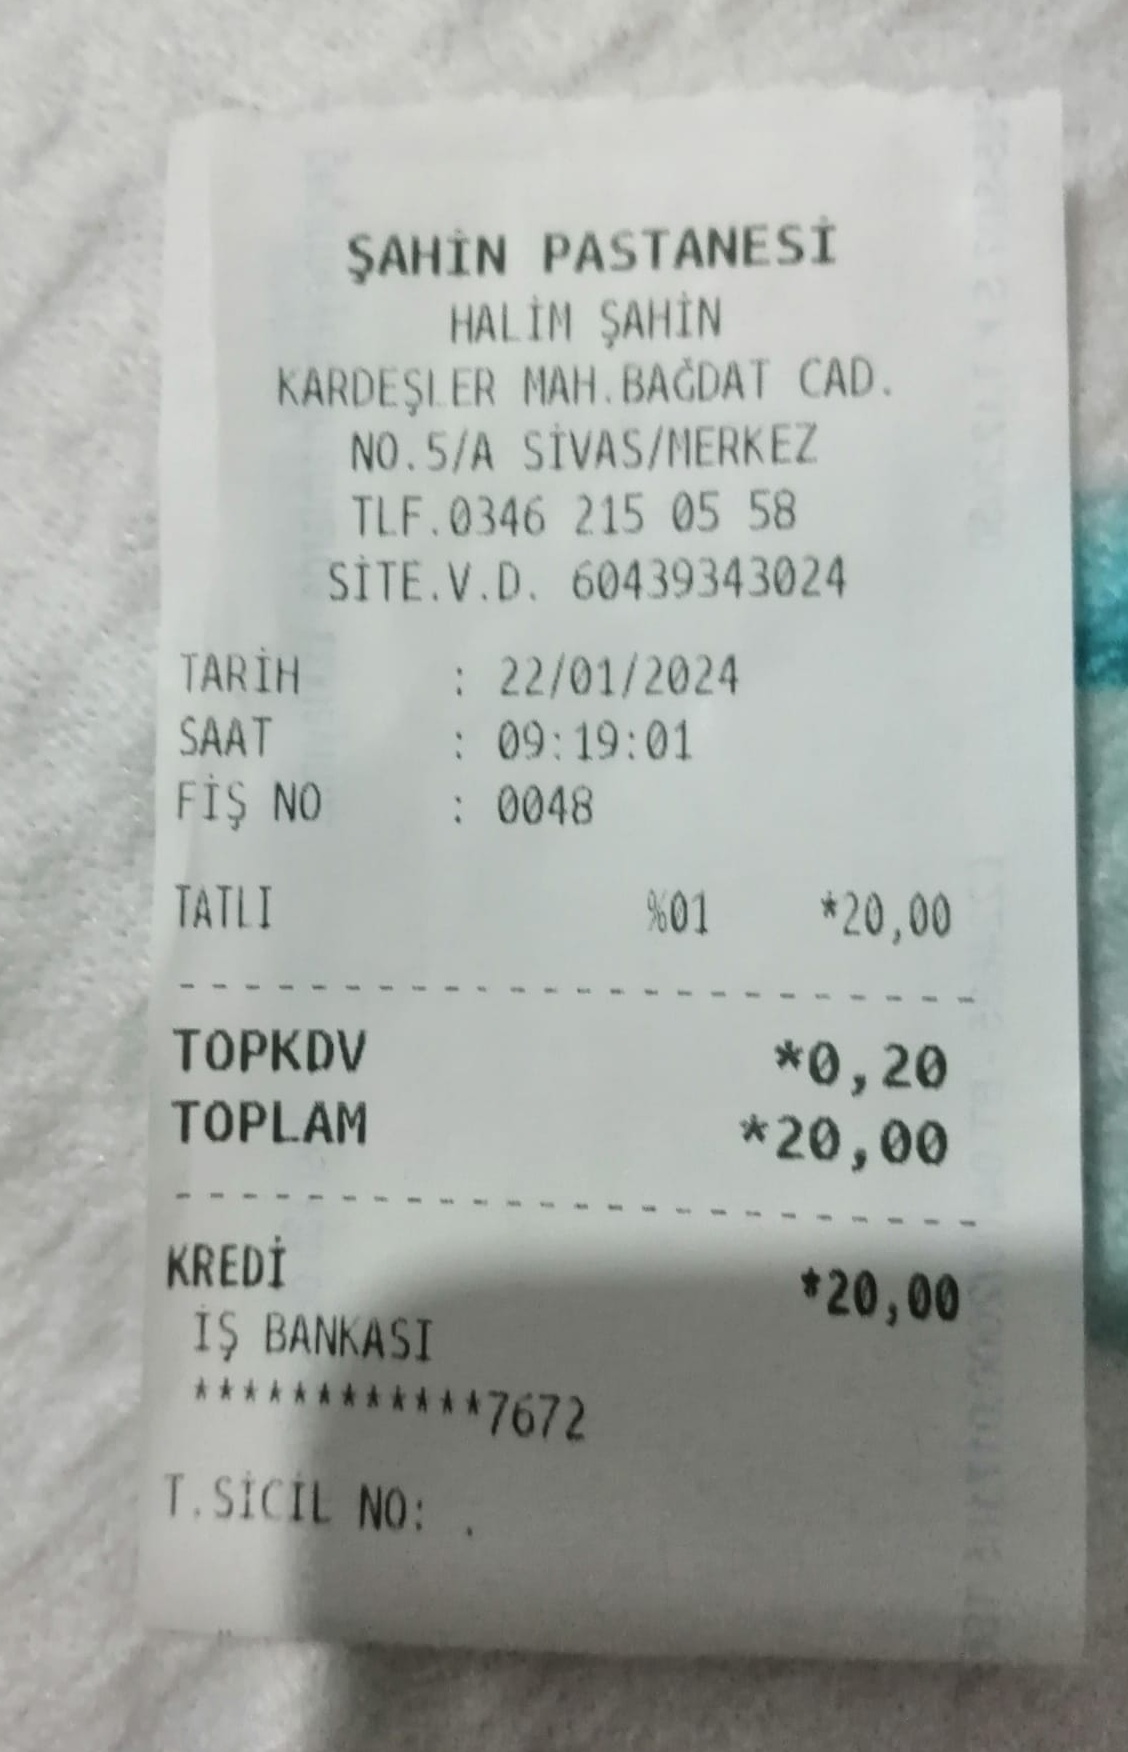 ŞAHİN PASTANESİ
HALİM ŞAHİN
KARDEŞLER MAH.BAĞDAT CAD.
NO.5/A SİVAS/MERKEZ
TLF.0346 215 05 58
SİTE.V.D. 60439343024
TARİH : 22/01/2024
SAAT : 09:19:01
FİŞ NO : 0048
TATLI %01 *20,00
TOPKDV *0,20
TOPLAM *20,00
KREDİ *20,00
İŞ BANKASI
************7672
T.SİCİL NO: .